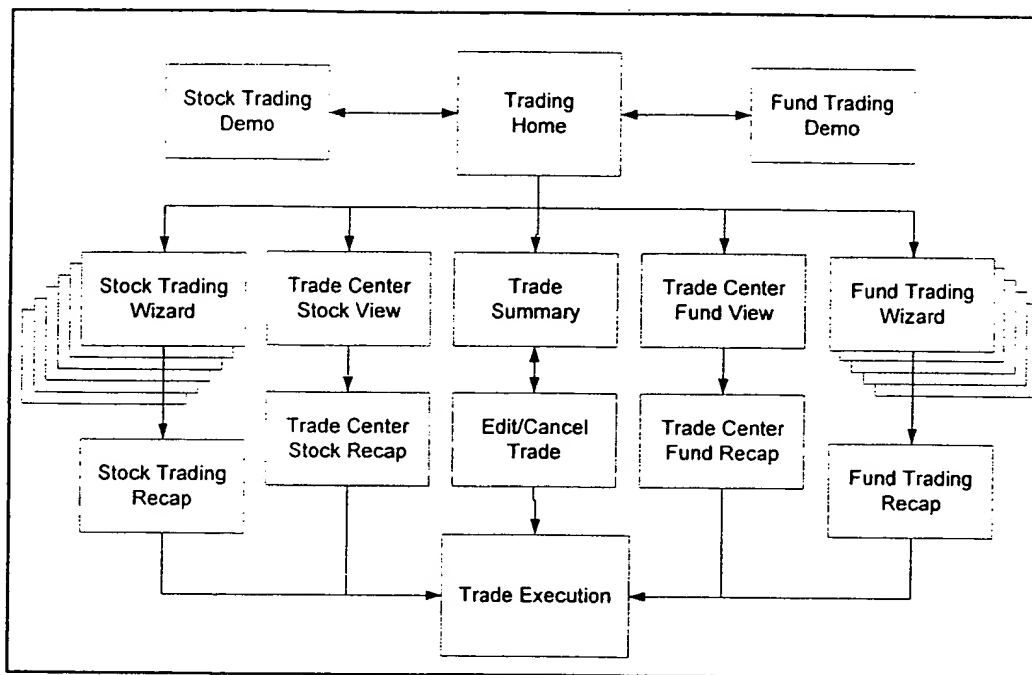 Stock Trading
Demo
Trading
Home
Fund Trading
Demo
Stock Trading
Wizard
Trade Center
Stock View
Trade
Summary
Trade Center
Fund View
Fund Trading
Wizard
Trade Center
Stock Recap
Edit/Cancel
Trade
Trade Center
Fund Recap
Stock Trading
Recap
Fund Trading
Recap
Trade Execution